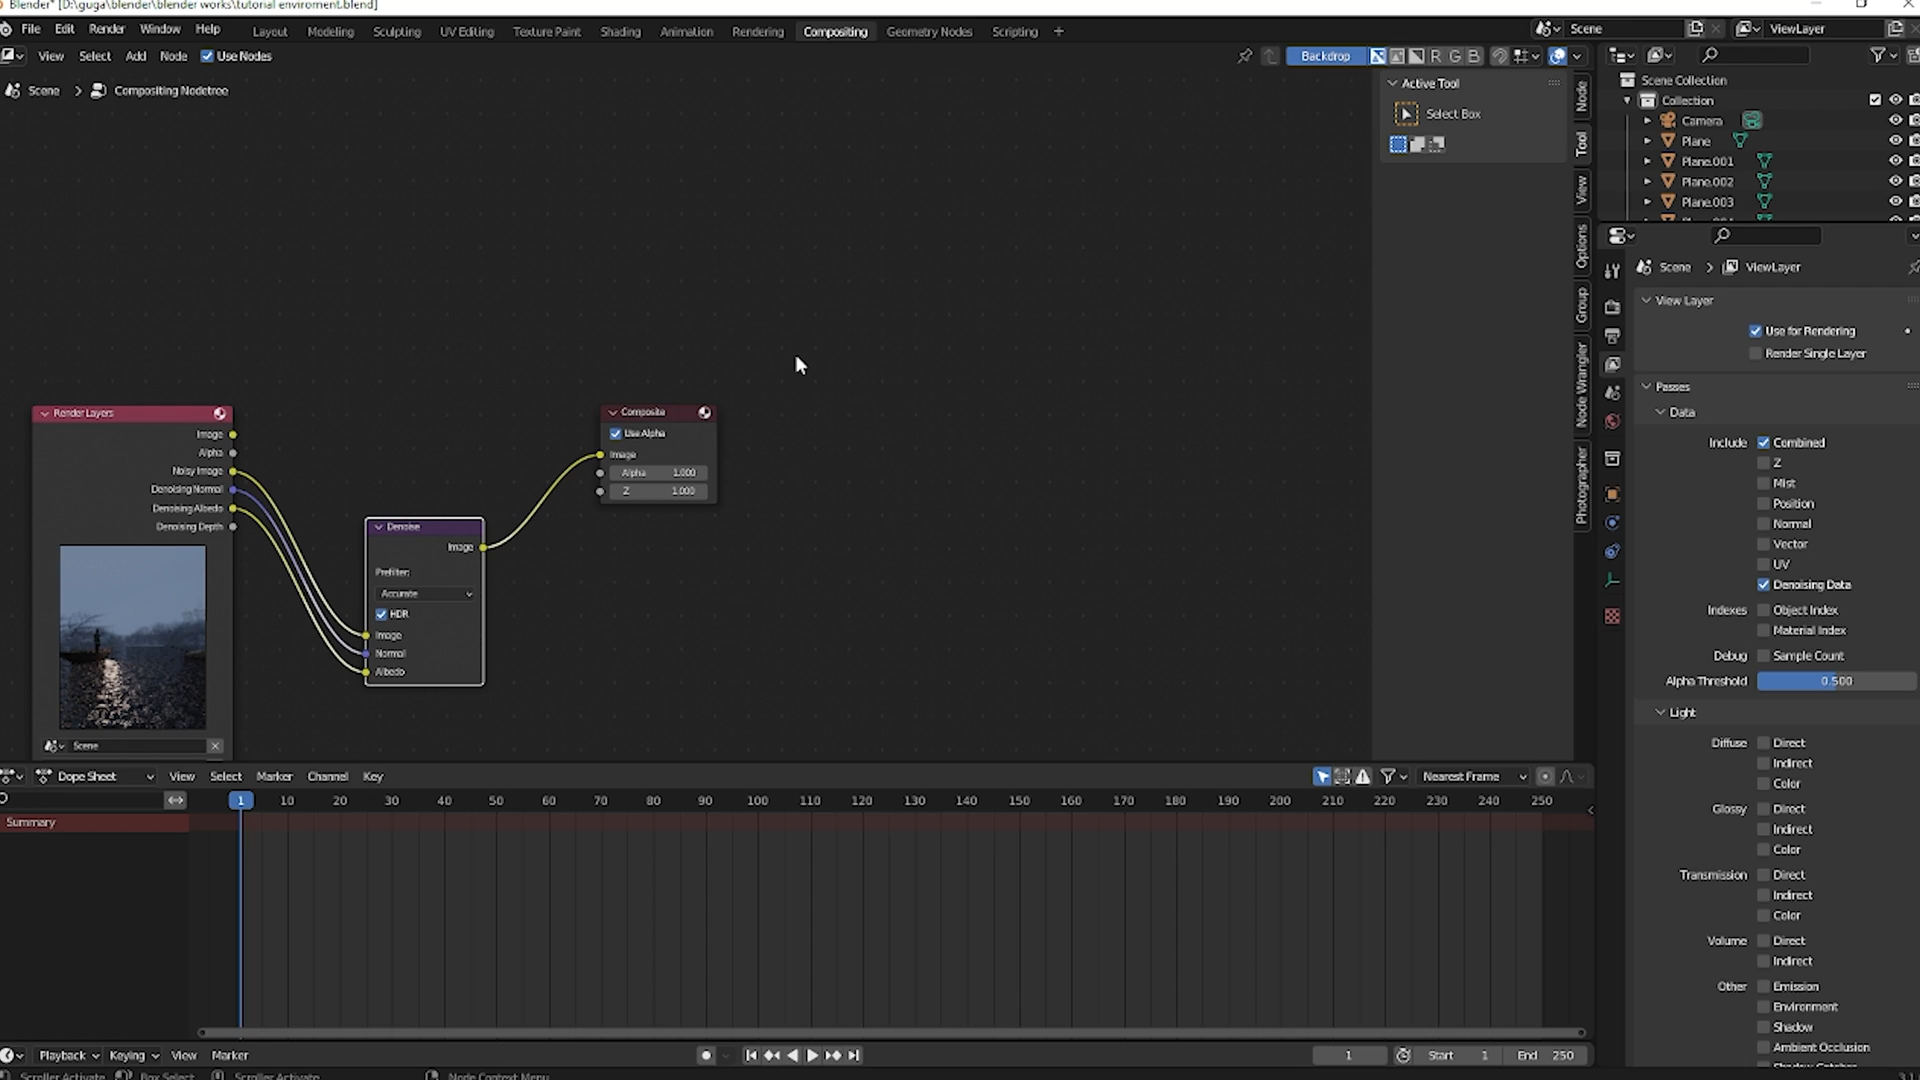 Blender* [D:\guga\blender\blender works\tutorial enviroment.blend]
File Edit Render Window Help Layout Modeling Sculpting UV Editing Texture Paint Shading Animation Rendering Compositing Geometry Nodes Scripting + Scene ViewLayer
View Select Add Node Use Nodes Backdrop R G B
Scene > Compositing Nodetree
Active Tool
Select Box
Node
Tool
View
Options
Group
Node Wrangler
Photographer
Scene Collection
Collection
Camera
Plane
Plane.001
Plane.002
Plane.003
Scene > ViewLayer
View Layer
Use for Rendering
Render Single Layer
Passes
Data
Include Combined
Z
Mist
Position
Normal
Vector
UV
Denoising Data
Indexes Object Index
Material Index
Debug Sample Count
Alpha Threshold 0.500
Light
Diffuse Direct
Indirect
Color
Glossy Direct
Indirect
Color
Transmission Direct
Indirect
Color
Volume Direct
Indirect
Other Emission
Environment
Shadow
Ambient Occlusion
Shadow Catcher
Render Layers
Image
Alpha
Noisy Image
Denoising Normal
Denoising Albedo
Denoising Depth
Scene
Denoise
Image
Prefilter:
Accurate
HDR
Image
Normal
Albedo
Composite
Use Alpha
Image
Alpha 1.000
Z 1.000
Dope Sheet View Select Marker Channel Key Nearest Frame
1 10 20 30 40 50 60 70 80 90 100 110 120 130 140 150 160 170 180 190 200 210 220 230 240 250
Summary
Playback Keying View Marker 1 Start 1 End 250
Scroller Activate Box Select Scroller Activate Node Context Menu